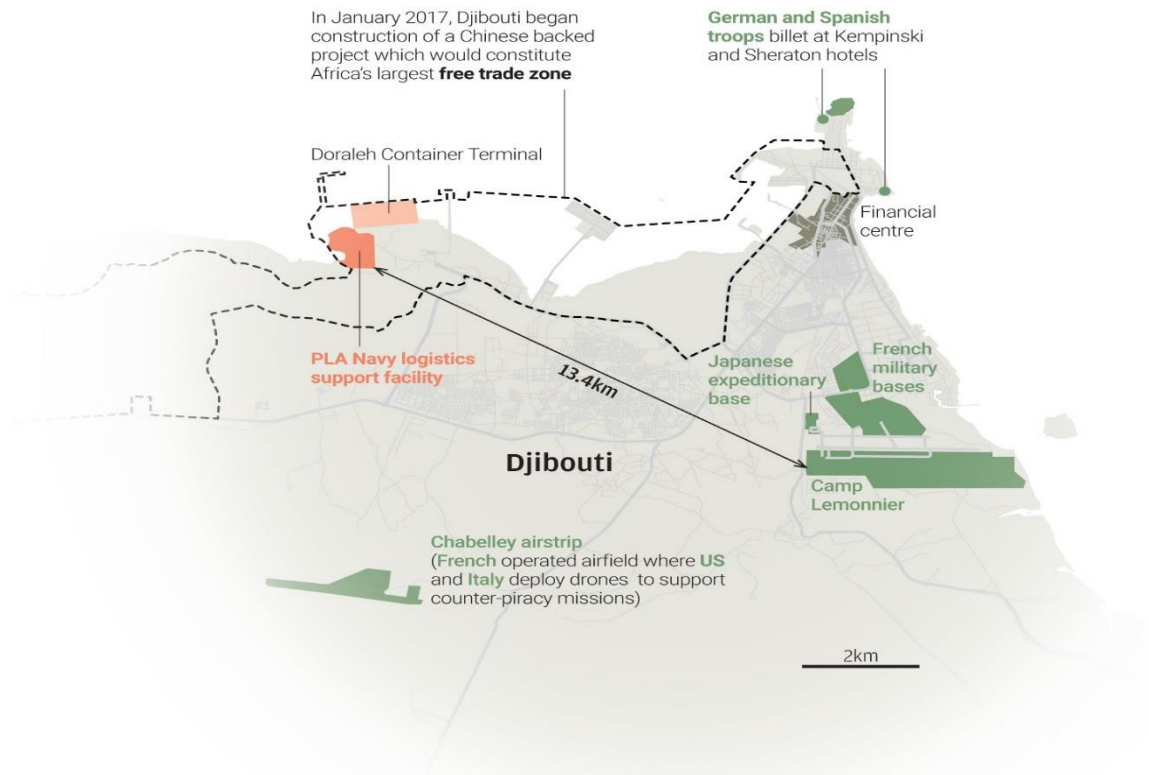 In January 2017, Djibouti began
construction of a Chinese backed
project which would constitute
Africa's largest free trade zone
German and Spanish
troops billet at Kempinski
and Sheraton hotels
Doraleh Container Terminal
Financial
centre
PLA Navy logistics
support facility
13.4km
Japanese
expeditionary
base
French
military
bases
Djibouti
Camp
Lemonnier
Chabelley airstrip
(French operated airfield where US
and Italy deploy drones to support
counter-piracy missions)
2km